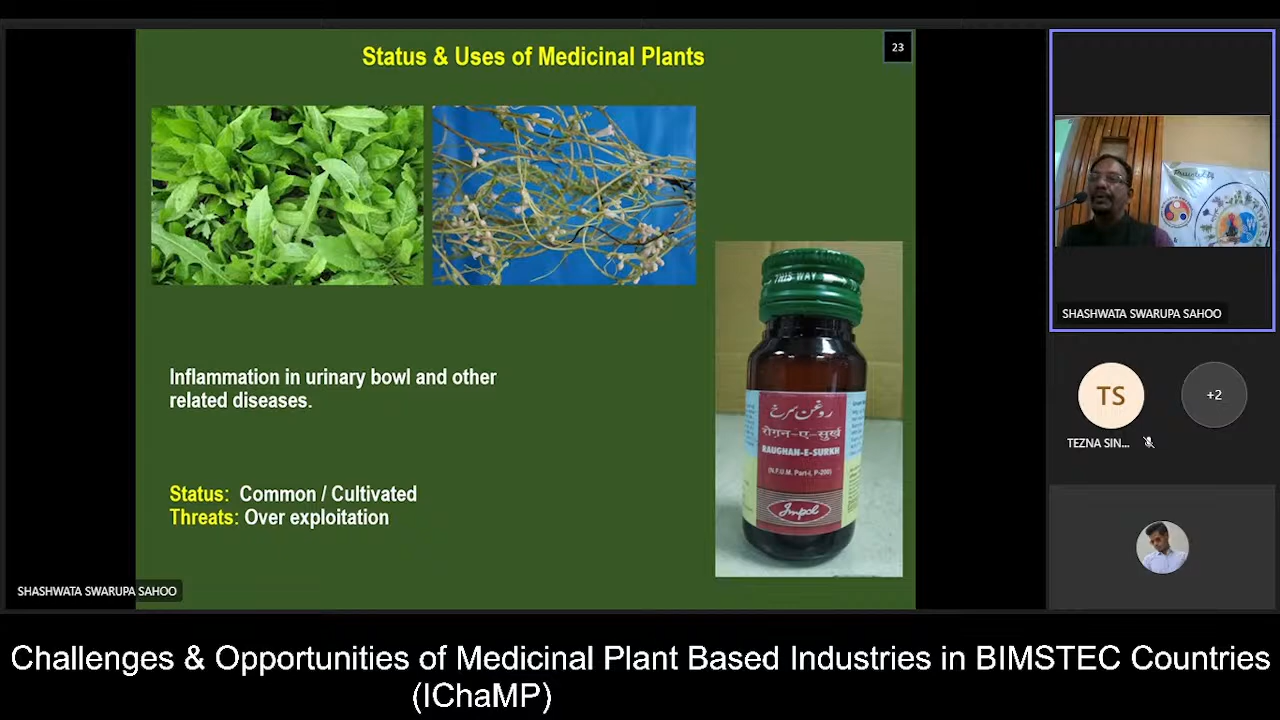 Status & Uses of Medicinal Plants
23
THIS WAY
روغن سرخ
रोग़न-ए-सुर्ख़
RAUGHAN-E-SURKH
(N.F.U.M. Part-I, P-200)
Impol
Inflammation in urinary bowl and other
related diseases.
Status: Common / Cultivated
Threats: Over exploitation
SHASHWATA SWARUPA SAHOO
SHASHWATA SWARUPA SAHOO
TS
+2
TEZNA SIN...
Challenges & Opportunities of Medicinal Plant Based Industries in BIMSTEC Countries
(IChaMP)